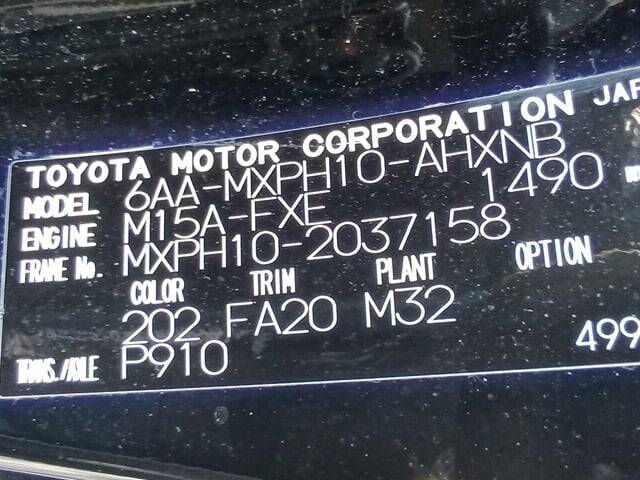 TOYOTA MOTOR CORPORATION JAP
MODEL 6AA-MXPH10-AHXNB
ENGINE M15A-FXE 1490
FRAME No. MXPH10-2037158
COLOR TRIM PLANT OPTION
202 FA20 M32
TRANS./AXLE P910 499